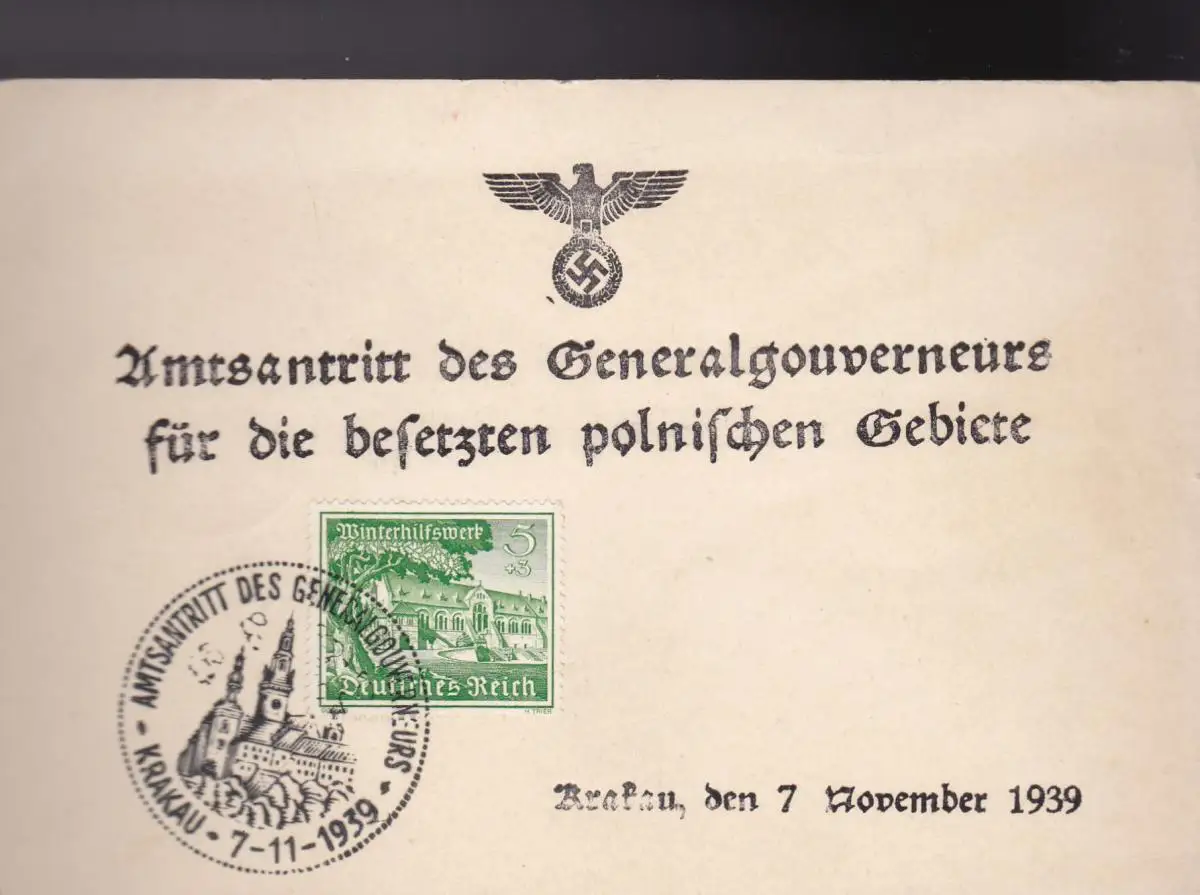 Amtsantritt des Generalgouverneurs
für die besetzten polnischen Gebiete
Winterhilfswerk
5
+3
Deutsches Reich
H. TRIER
AMTSANTRITT DES GENERALGOUVERNEURS
KRAKAU • 7-11-1939
Krakau, den 7 November 1939